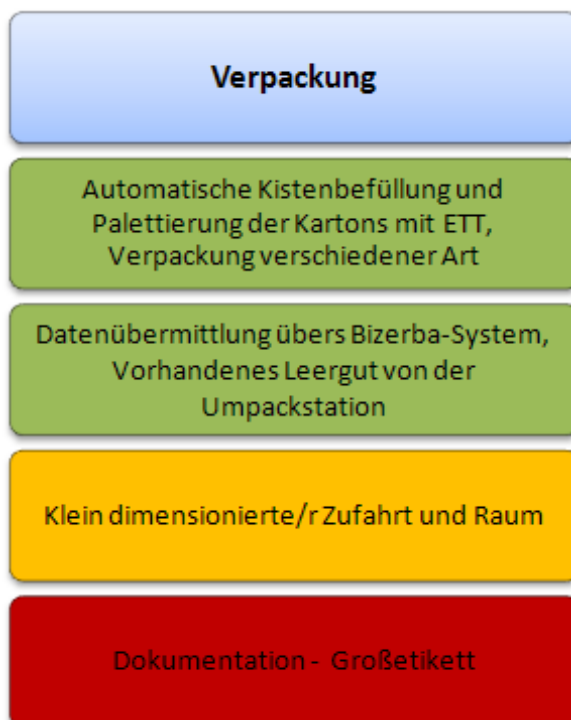 Verpackung
Automatische Kistenbefüllung und
Palettierung der Kartons mit ETT,
Verpackung verschiedener Art
Datenübermittlung übers Bizerba-System,
Vorhandenes Leergut von der
Umpackstation
Klein dimensionierte/r Zufahrt und Raum
Dokumentation - Großetikett